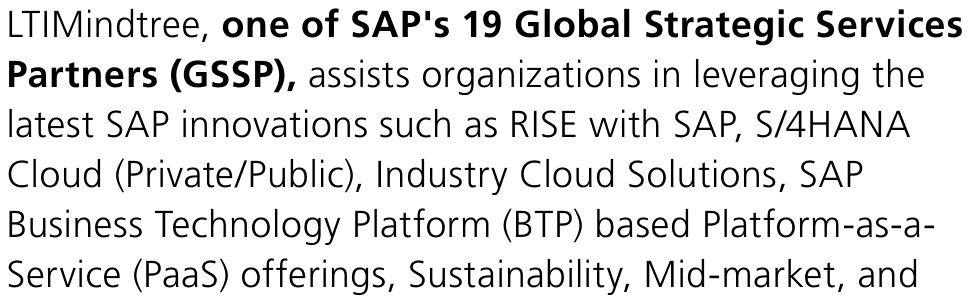 LTIMindtree, one of SAP's 19 Global Strategic Services
Partners (GSSP), assists organizations in leveraging the
latest SAP innovations such as RISE with SAP, S/4HANA
Cloud (Private/Public), Industry Cloud Solutions, SAP
Business Technology Platform (BTP) based Platform-as-a-
Service (PaaS) offerings, Sustainability, Mid-market, and